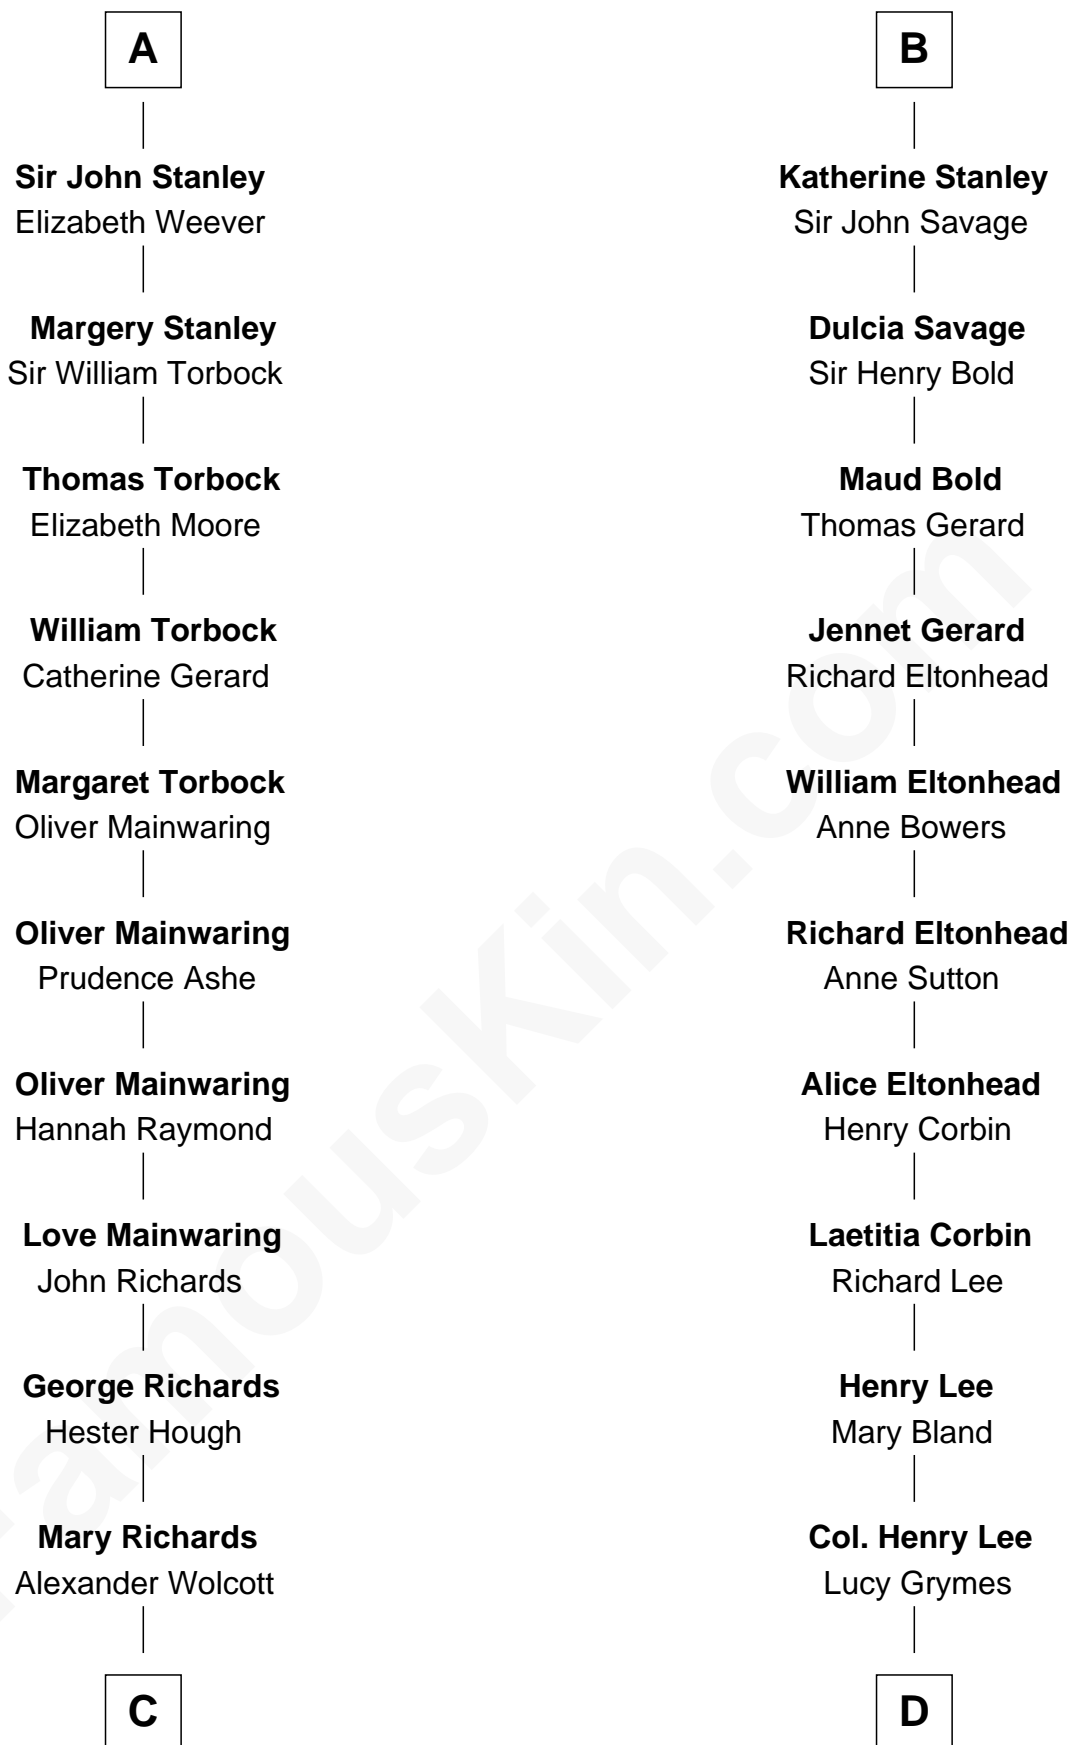 A
Sir John Stanley
Elizabeth Weever
Margery Stanley
Sir William Torbock
Thomas Torbock
Elizabeth Moore
William Torbock
Catherine Gerard
Margaret Torbock
Oliver Mainwaring
Oliver Mainwaring
Prudence Ashe
Oliver Mainwaring
Hannah Raymond
Love Mainwaring
John Richards
George Richards
Hester Hough
Mary Richards
Alexander Wolcott
C
B
Katherine Stanley
Sir John Savage
Dulcia Savage
Sir Henry Bold
Maud Bold
Thomas Gerard
Jennet Gerard
Richard Eltonhead
William Eltonhead
Anne Bowers
Richard Eltonhead
Anne Sutton
Alice Eltonhead
Henry Corbin
Laetitia Corbin
Richard Lee
Henry Lee
Mary Bland
Col. Henry Lee
Lucy Grymes
D
FamousKin.com